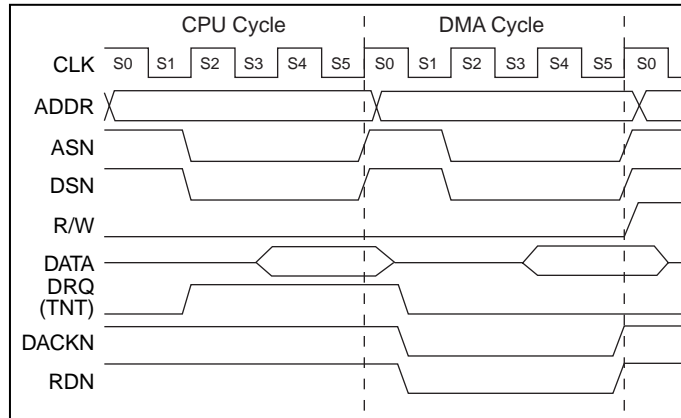 CPU Cycle DMA Cycle
CLK S0 S1 S2 S3 S4 S5 S0 S1 S2 S3 S4 S5 S0
ADDR
ASN
DSN
R/W
DATA
DRQ
(TNT)
DACKN
RDN